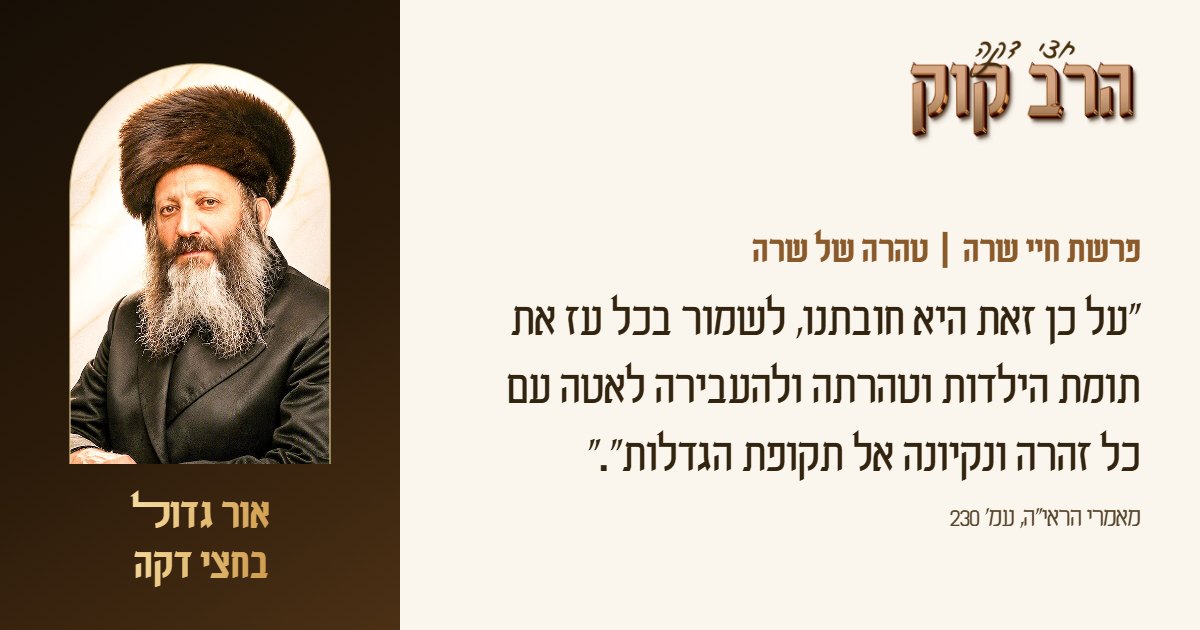 חצי דקה
הרב קוק
פרשת חיי שרה | טהרה של שרה
"על כן זאת היא חובתנו, לשמור בכל עז את
תומת הילדות וטהרתה ולהעבירה לאטה עם
כל זהרה ונקיונה אל תקופת הגדלות"."
מאמרי הראי"ה, עמ' 230
אור גדול
בחצי דקה